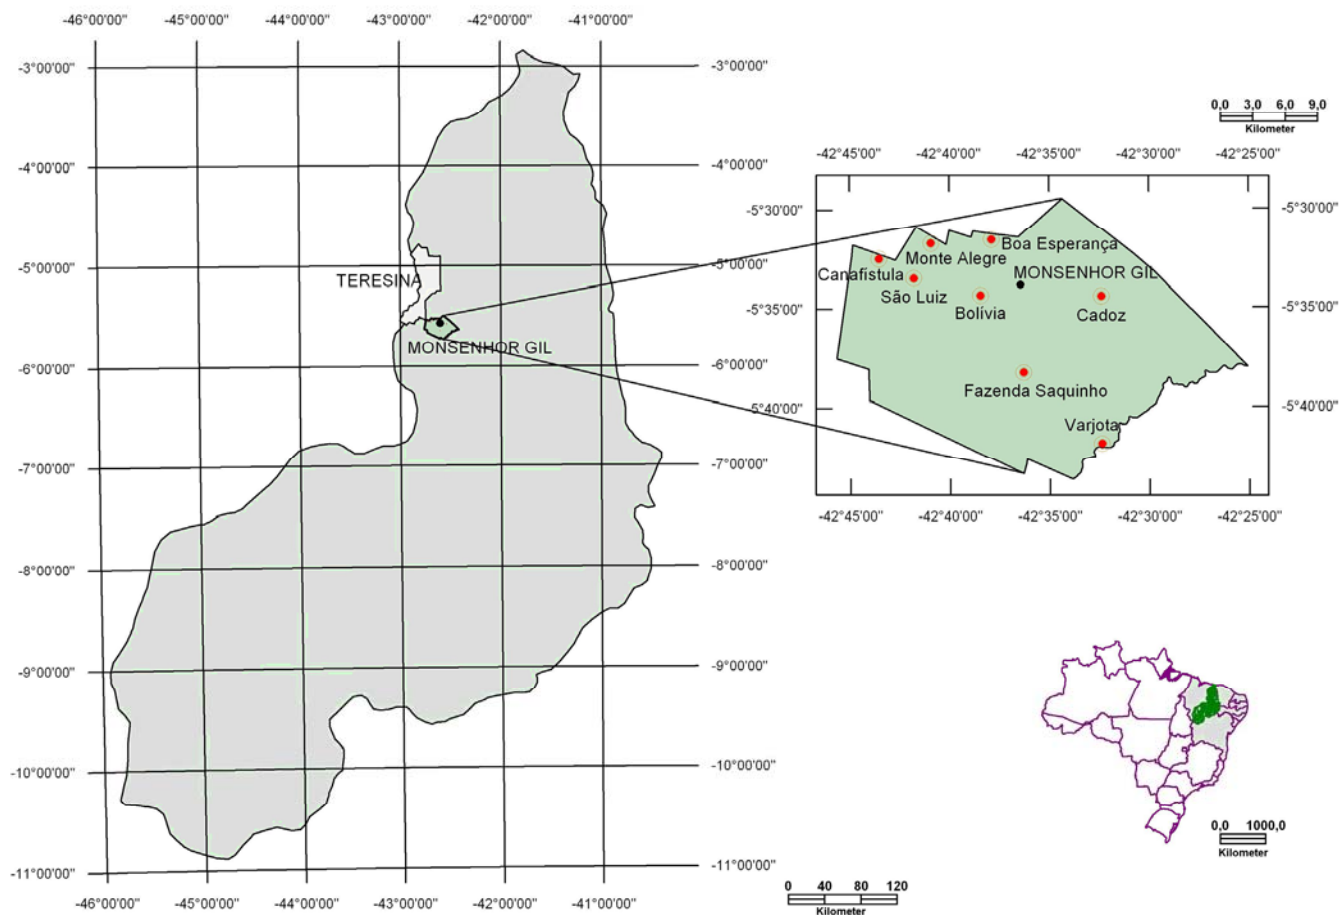 -46°00'00" -45°00'00" -44°00'00" -43°00'00" -42°00'00" -41°00'00"
-3°00'00" -3°00'00"
-4°00'00" -4°00'00"
-5°00'00" -5°00'00"
TERESINA
MONSENHOR GIL
-6°00'00" -6°00'00"
-7°00'00" -7°00'00"
-8°00'00" -8°00'00"
-9°00'00" -9°00'00"
-10°00'00" -10°00'00"
-11°00'00" -11°00'00"
-46°00'00" -45°00'00" -44°00'00" -43°00'00" -42°00'00" -41°00'00"
0,0 3,0 6,0 9,0
Kilometer
-42°45'00" -42°40'00" -42°35'00" -42°30'00" -42°25'00"
-5°30'00" -5°30'00"
Boa Esperança
Monte Alegre
Canafístula
MONSENHOR GIL
São Luiz
-5°35'00" -5°35'00"
Bolívia
Cadoz
Fazenda Saquinho
-5°40'00" -5°40'00"
Varjota
-42°45'00" -42°40'00" -42°35'00" -42°30'00" -42°25'00"
0,0 1000,0
Kilometer
0 40 80 120
Kilometer